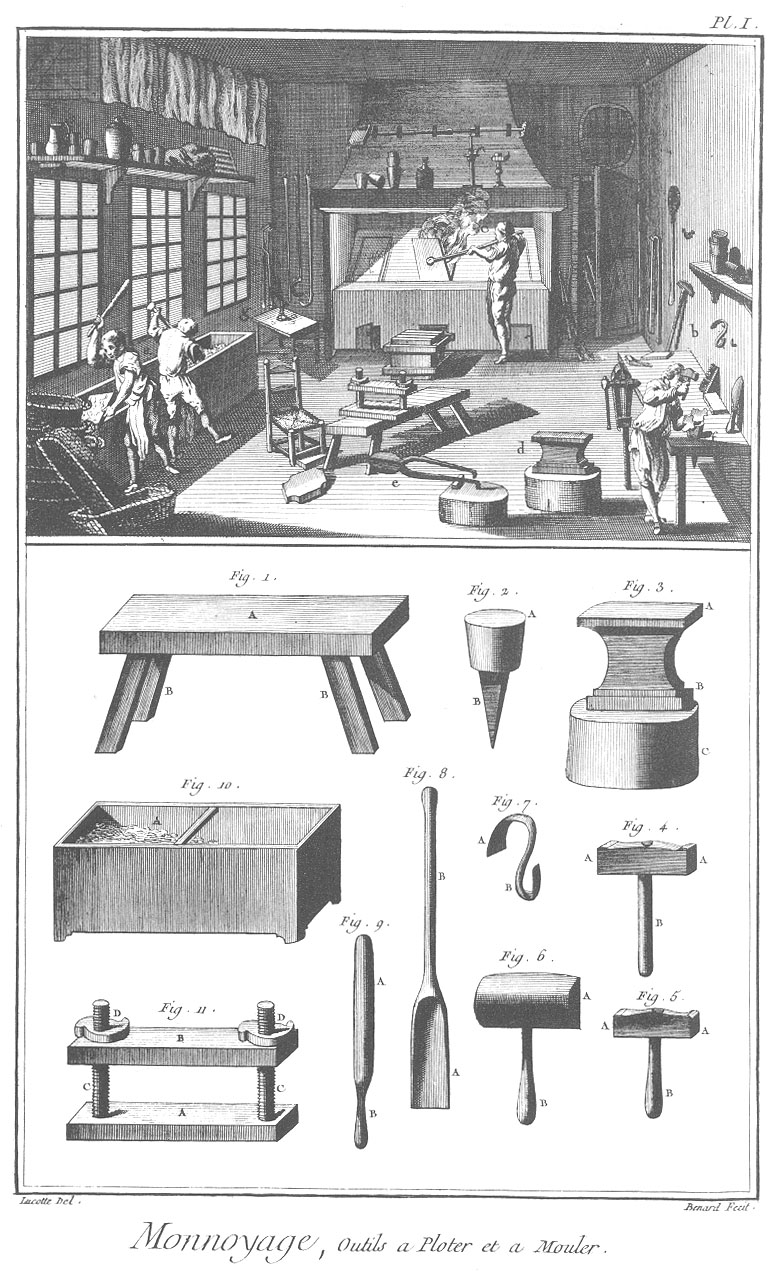 Pl. I.
b
c
d
e
Fig. 1.
A
B
B
Fig. 2.
A
B
Fig. 3.
A
B
C
Fig. 10.
A
Fig. 8.
B
A
Fig. 7.
A
B
Fig. 4.
A
A
B
Fig. 9.
A
B
Fig. 6.
A
B
Fig. 5.
A
A
B
Fig. 11.
D
D
B
C
C
A
Lucotte Del.
Benard Fecit.
Monnoyage, Outils a Ploter et a Mouler.